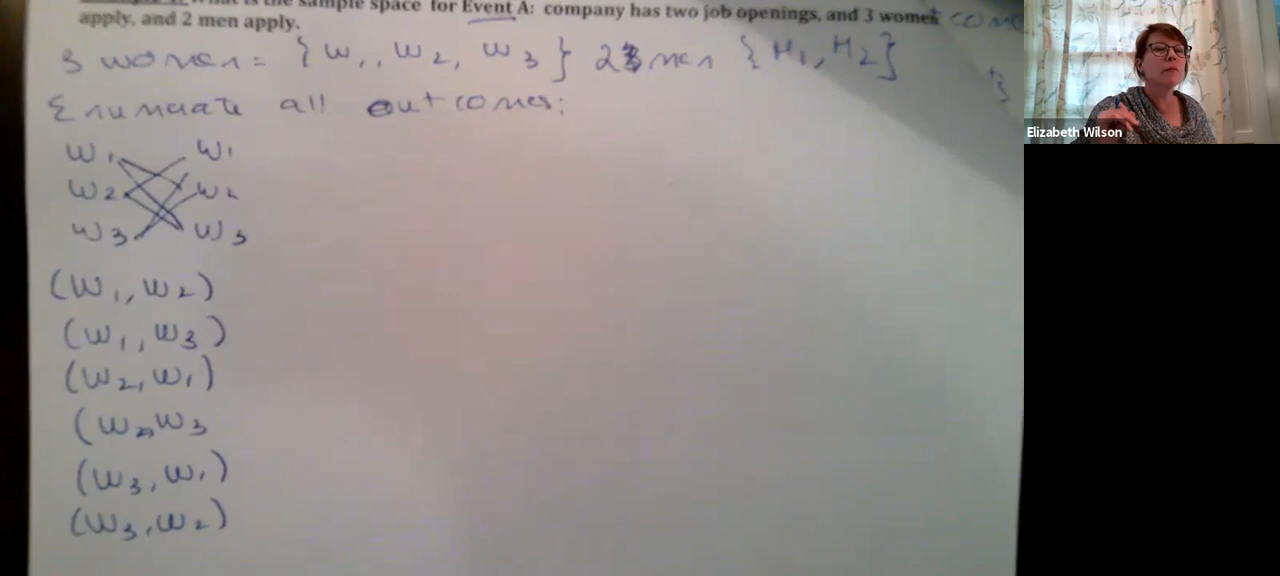 What is the sample space for Event A: company has two job openings, and 3 women
apply, and 2 men apply.
3 women = {W1, W2, W3} 2 men {M1, M2}
Enumerate all outcomes:
W1 W1
W2 W2
W3 W3
(W1, W2)
(W1, W3)
(W2, W1)
(W2, W3
(W3, W1)
(W3, W2)
Elizabeth Wilson